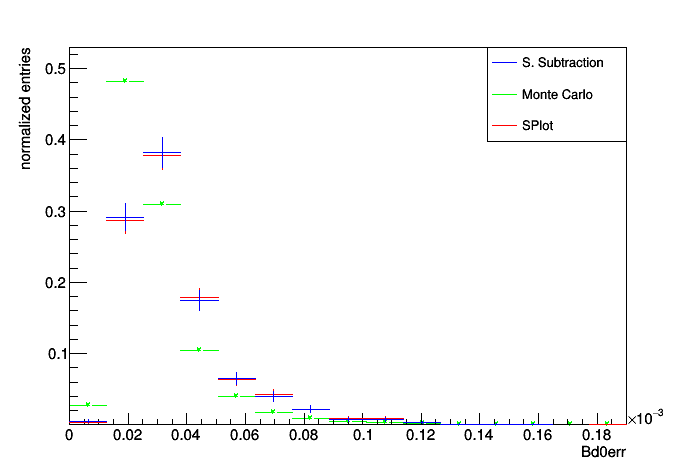 normalized entries
0.5
0.4
0.3
0.2
0.1
S. Subtraction
Monte Carlo
SPlot
0 0.02 0.04 0.06 0.08 0.1 0.12 0.14 0.16 0.18 ×10⁻³
Bd0err